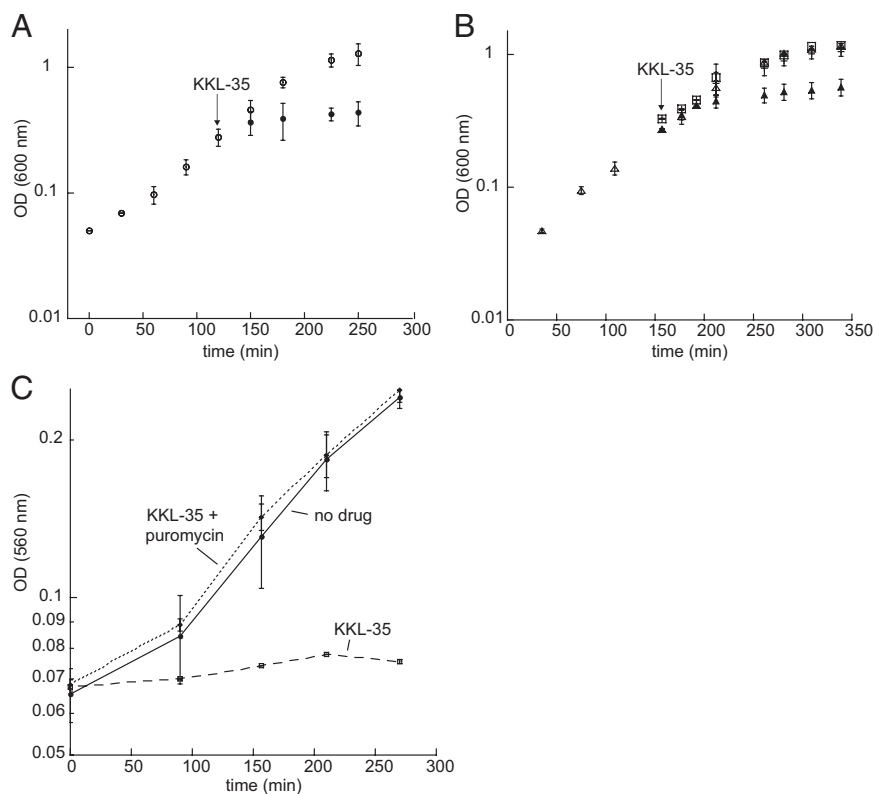 A
OD (600 nm)
1
0.1
0.01
KKL-35
0 50 100 150 200 250 300
time (min)
B
OD (600 nm)
1
0.1
0.01
KKL-35
0 50 100 150 200 250 300 350
time (min)
C
OD (560 nm)
0.2
0.1
0.09
0.08
0.07
0.06
0.05
KKL-35 +
puromycin
no drug
KKL-35
0 50 100 150 200 250 300
time (min)